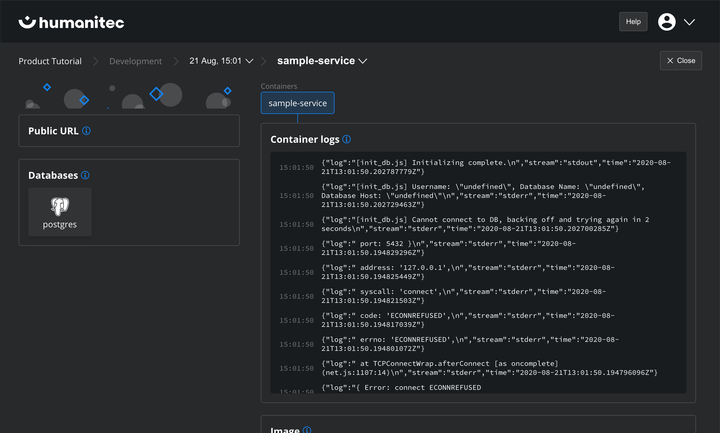 humanitec
Help
Product Tutorial
Development
21 Aug, 15:01
sample-service
Close
Containers
sample-service
Public URL
Databases
postgres
Container logs
15:01:50 {"log":"[init_db.js] Initializing complete.\n","stream":"stdout","time":"2020-08-
21T13:01:50.202787779Z"}
15:01:50 {"log":"[init_db.js] Username: \"undefined\", Database Name: \"undefined\",
Database Host: \"undefined\"\n","stream":"stderr","time":"2020-08-
21T13:01:50.202729463Z"}
15:01:50 {"log":"[init_db.js] Cannot connect to DB, backing off and trying again in 2
seconds\n","stream":"stderr","time":"2020-08-21T13:01:50.202700285Z"}
15:01:50 {"log":" port: 5432 }\n","stream":"stderr","time":"2020-08-
21T13:01:50.194829296Z"}
15:01:50 {"log":" address: '127.0.0.1',\n","stream":"stderr","time":"2020-08-
21T13:01:50.194825449Z"}
15:01:50 {"log":" syscall: 'connect',\n","stream":"stderr","time":"2020-08-
21T13:01:50.194821503Z"}
15:01:50 {"log":" code: 'ECONNREFUSED',\n","stream":"stderr","time":"2020-08-
21T13:01:50.194817039Z"}
15:01:50 {"log":" errno: 'ECONNREFUSED',\n","stream":"stderr","time":"2020-08-
21T13:01:50.194801072Z"}
15:01:50 {"log":" at TCPConnectWrap.afterConnect [as oncomplete]
(net.js:1107:14)\n","stream":"stderr","time":"2020-08-21T13:01:50.194796096Z"}
15:01:50 {"log":"{ Error: connect ECONNREFUSED
Image